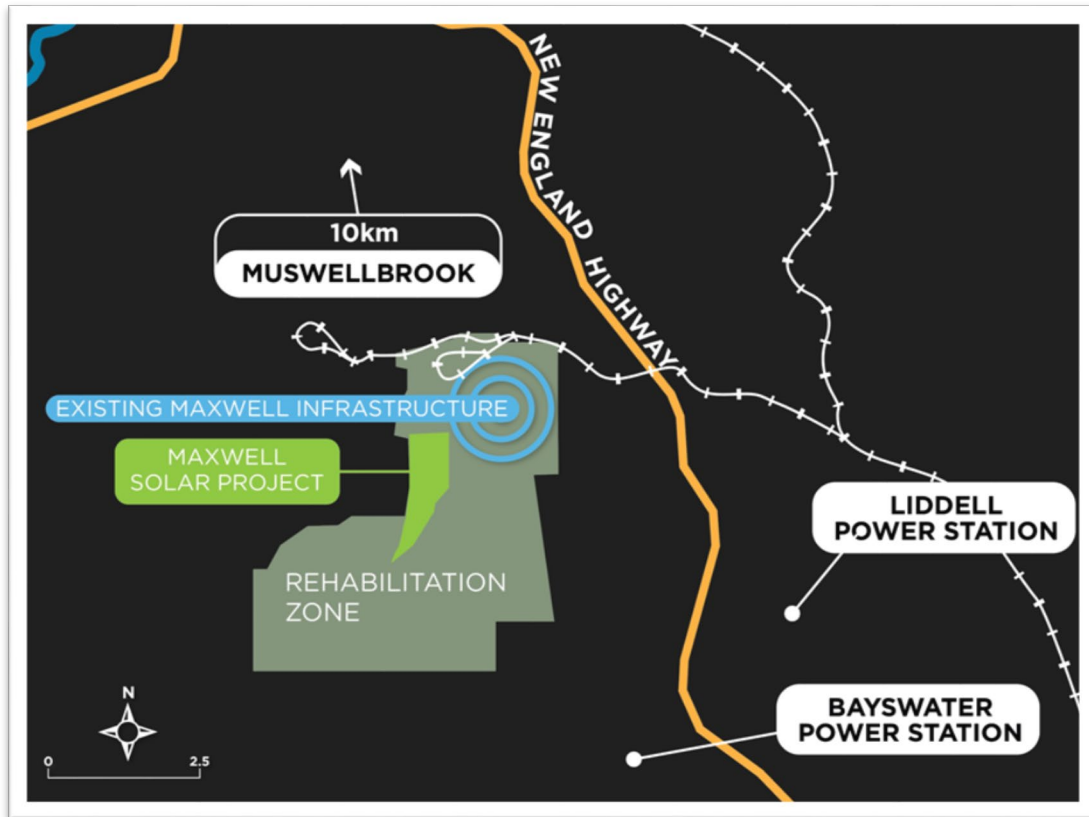 NEW ENGLAND HIGHWAY
10km
MUSWELLBROOK
EXISTING MAXWELL INFRASTRUCTURE
MAXWELL
SOLAR PROJECT
REHABILITATION
ZONE
LIDDELL
POWER STATION
BAYSWATER
POWER STATION
N
0 2.5